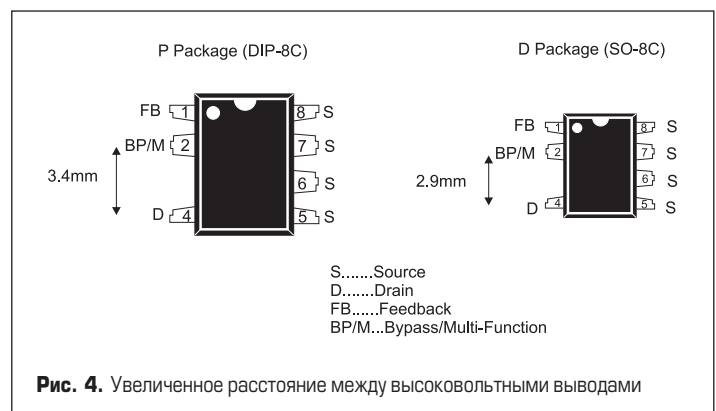 P Package (DIP-8C)
D Package (SO-8C)
FB 1 8 S
BP/M 2 7 S
3.4mm
6 S
D 4 5 S
FB 1 8 S
BP/M 2 7 S
2.9mm
6 S
D 4 5 S
S.......Source
D.......Drain
FB......Feedback
BP/M...Bypass/Multi-Function
Рис. 4. Увеличенное расстояние между высоковольтными выводами